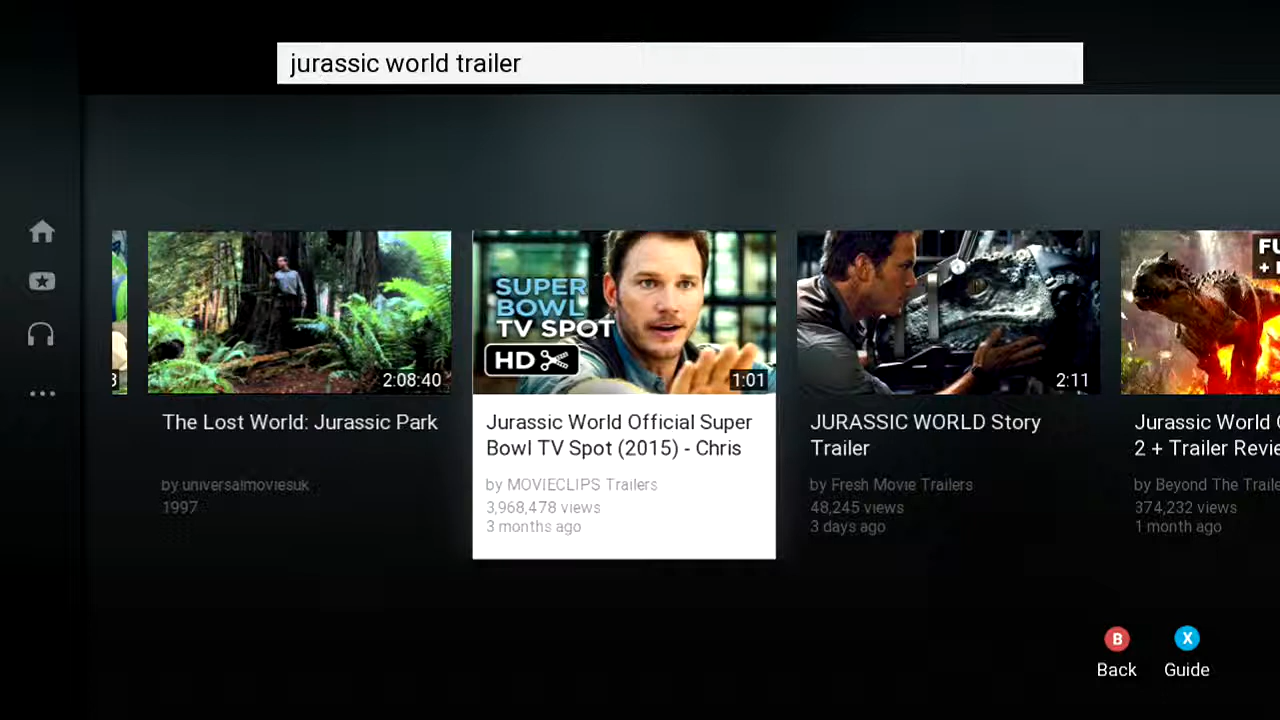 jurassic world trailer
3
2:08:40
The Lost World: Jurassic Park
by universalmoviesuk
1997
SUPER
BOWL
TV SPOT
HD
1:01
Jurassic World Official Super
Bowl TV Spot (2015) - Chris
by MOVIECLIPS Trailers
3,968,478 views
3 months ago
2:11
JURASSIC WORLD Story
Trailer
by Fresh Movie Trailers
48,245 views
3 days ago
FU
+
Jurassic World
2 + Trailer Revie
by Beyond The Traile
374,232 views
1 month ago
B
Back
X
Guide